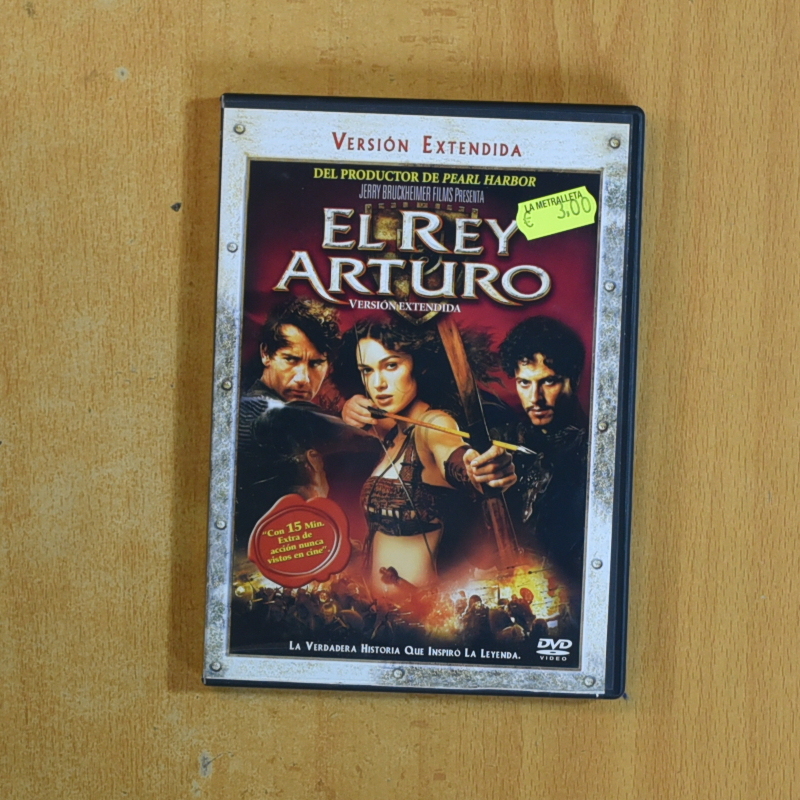 VERSIÓN EXTENDIDA
DEL PRODUCTOR DE PEARL HARBOR
JERRY BRUCKHEIMER FILMS PRESENTA
LA METRALLETA
€ 3,00
EL REY
ARTURO
VERSIÓN EXTENDIDA
"Con 15 Min.
Extra de
acción nunca
vistos en cine".
LA VERDADERA HISTORIA QUE INSPIRÓ LA LEYENDA.
DVD
VIDEO